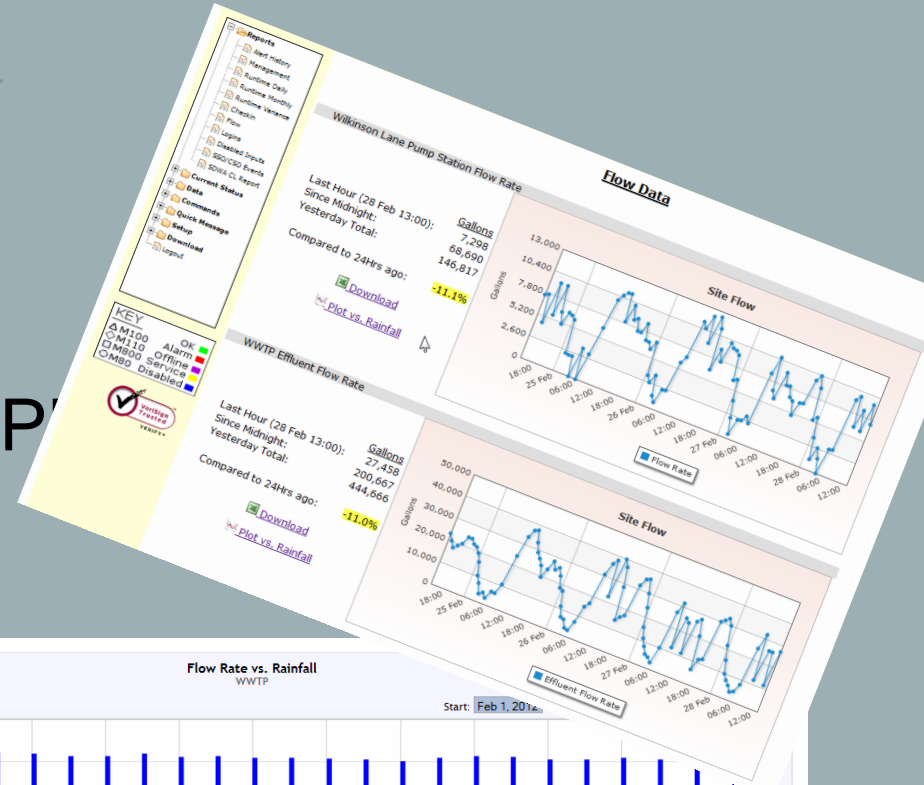 Reports
Alert History
Management
Runtime Daily
Runtime Monthly
Runtime Variance
Checkin
Flow
Logins
Disabled Inputs
SSO/CSO Events
SDWA CL Report
Current Status
Data
Commands
Quick Message
Setup
Download
Logout
KEY
M100 OK
M110 Alarm
M800 Offline
M80 Service
Disabled
VeriSign
Trusted
VERIFY
Flow Data
Wilkinson Lane Pump Station Flow Rate
Gallons
Last Hour (28 Feb 13:00): 7,298
Since Midnight: 68,690
Yesterday Total: 146,817
Compared to 24Hrs ago: -11.1%
Download
Plot vs. Rainfall
Site Flow
Gallons
13,000
10,400
7,800
5,200
2,600
0
18:00 25 Feb 06:00 12:00 18:00 26 Feb 06:00 12:00 18:00 27 Feb 06:00 12:00 18:00 28 Feb 06:00 12:00
Flow Rate
WWTP Effluent Flow Rate
Gallons
Last Hour (28 Feb 13:00): 27,458
Since Midnight: 200,667
Yesterday Total: 444,666
Compared to 24Hrs ago: -11.0%
Download
Plot vs. Rainfall
Site Flow
Gallons
50,000
40,000
30,000
20,000
10,000
0
18:00 25 Feb 06:00 12:00 18:00 26 Feb 06:00 12:00 18:00 27 Feb 06:00 12:00 18:00 28 Feb 06:00 12:00
Effluent Flow Rate
P
Flow Rate vs. Rainfall
WWTP
Start: Feb 1, 2012